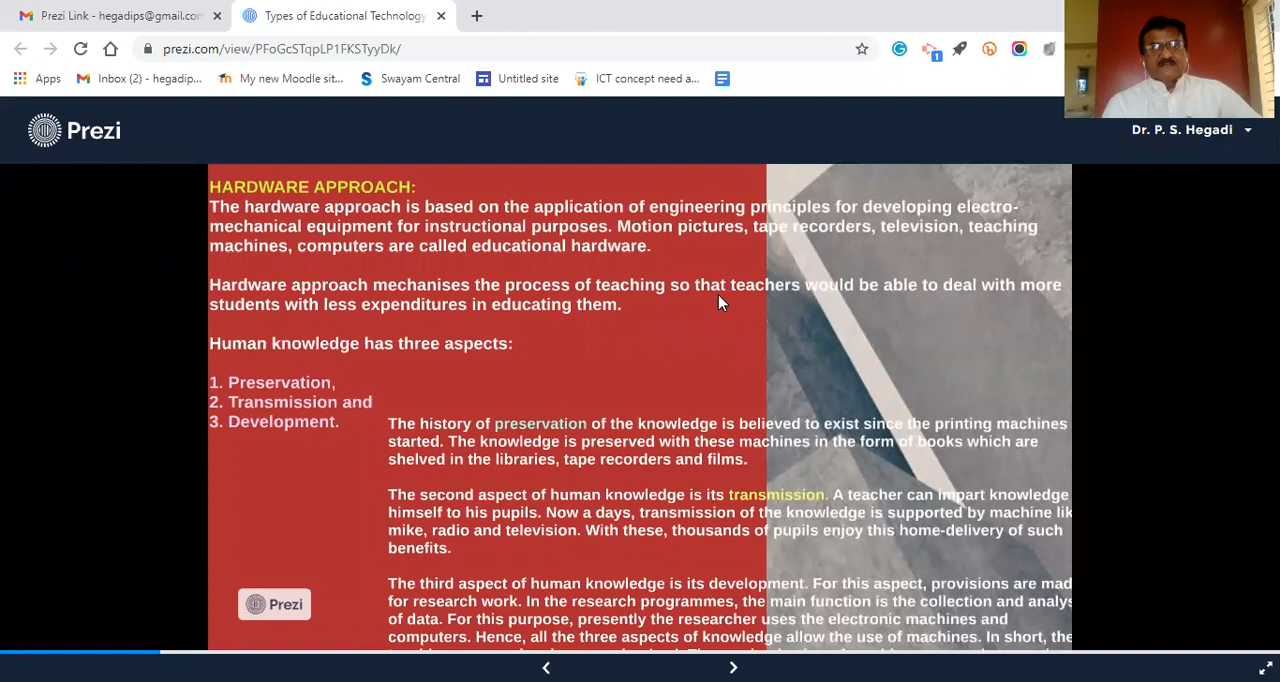 Prezi Link - hegadips@gmail.com
Types of Educational Technology
prezi.com/view/PFoGcSTqpLP1FKSTyyDk/
1
Apps
Inbox (2) - hegadip...
My new Moodle sit...
Swayam Central
Untitled site
ICT concept need a...
Prezi
Dr. P. S. Hegadi
HARDWARE APPROACH:
The hardware approach is based on the application of engineering principles for developing electro-
mechanical equipment for instructional purposes. Motion pictures, tape recorders, television, teaching
machines, computers are called educational hardware.
Hardware approach mechanises the process of teaching so that teachers would be able to deal with more
students with less expenditures in educating them.
Human knowledge has three aspects:
1. Preservation,
2. Transmission and
3. Development.
The history of preservation of the knowledge is believed to exist since the printing machines
started. The knowledge is preserved with these machines in the form of books which are
shelved in the libraries, tape recorders and films.
The second aspect of human knowledge is its transmission. A teacher can impart knowledge
himself to his pupils. Now a days, transmission of the knowledge is supported by machine lik
mike, radio and television. With these, thousands of pupils enjoy this home-delivery of such
benefits.
The third aspect of human knowledge is its development. For this aspect, provisions are mad
for research work. In the research programmes, the main function is the collection and analys
of data. For this purpose, presently the researcher uses the electronic machines and
computers. Hence, all the three aspects of knowledge allow the use of machines. In short, the
Prezi